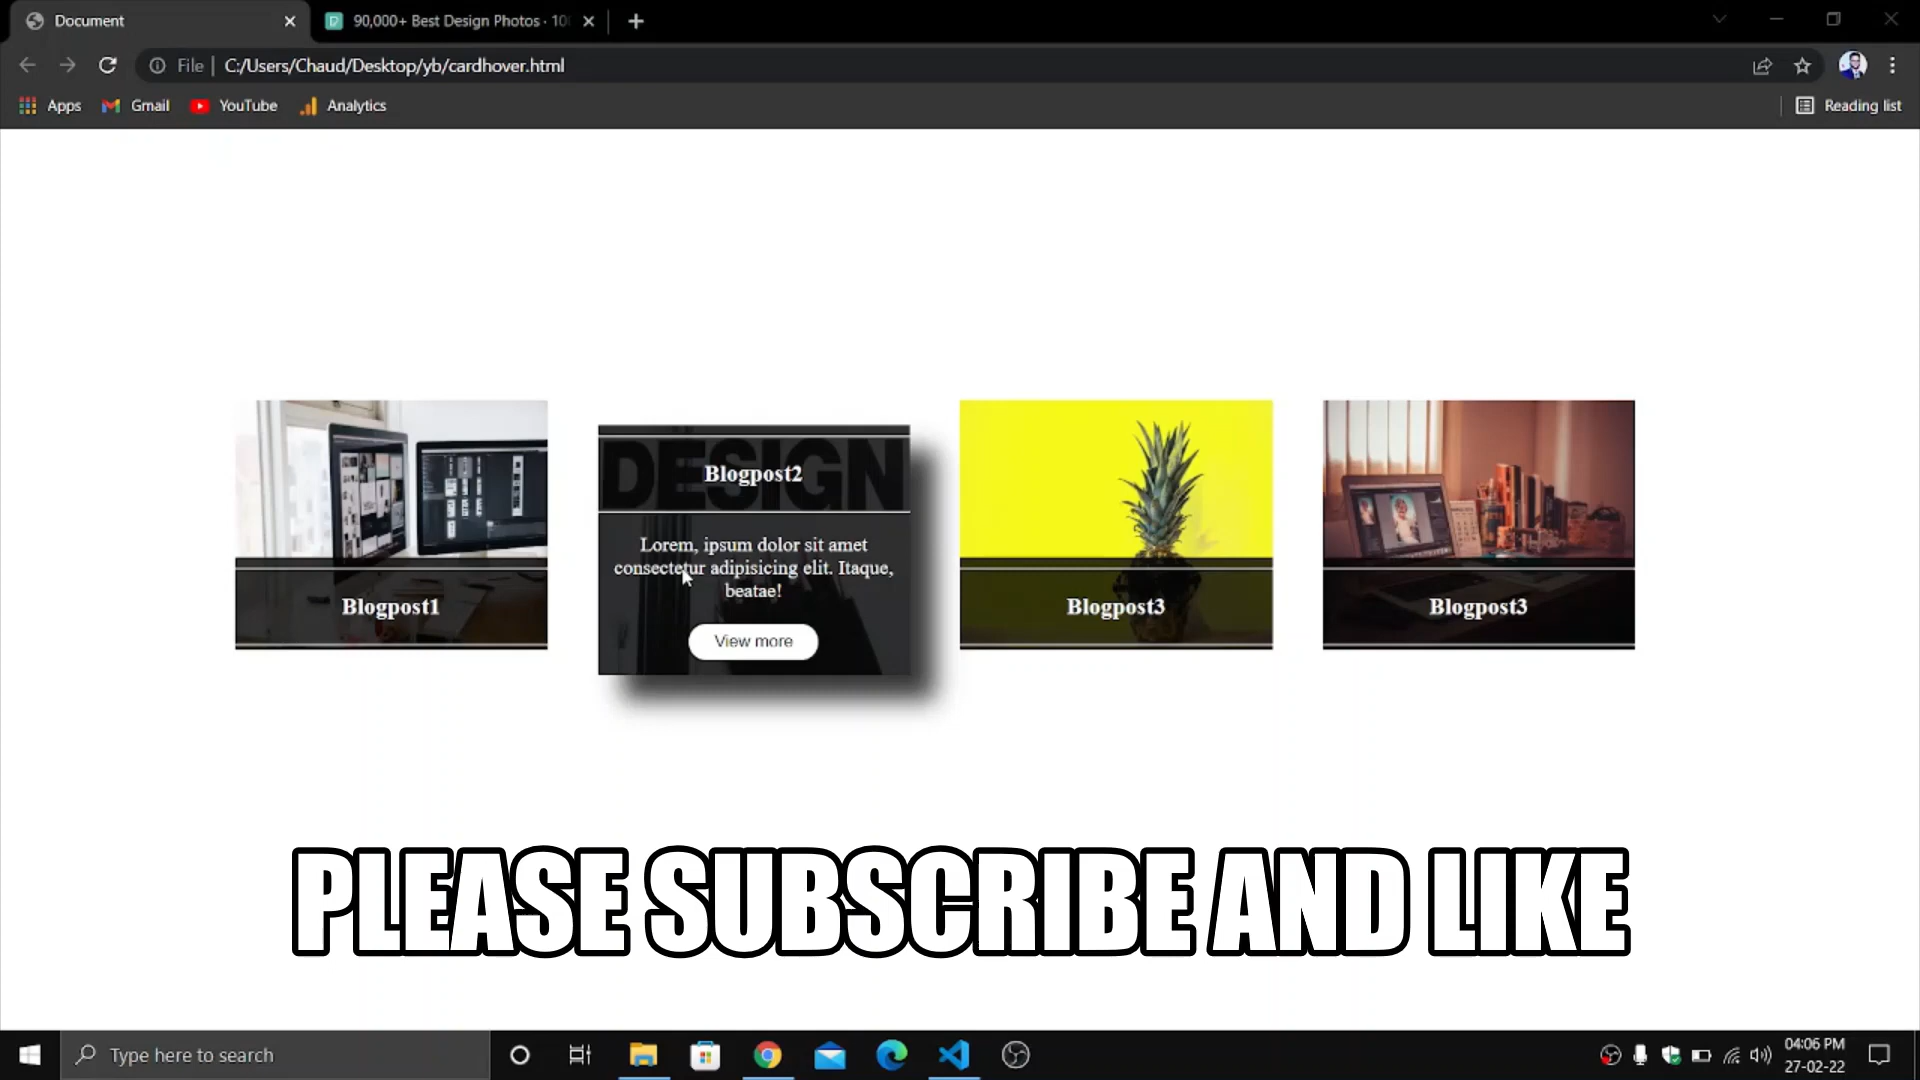 Document
90,000+ Best Design Photos · 10
File
C:/Users/Chaud/Desktop/yb/cardhover.html
Apps
Gmail
YouTube
Analytics
Reading list
DESIGN
Blogpost2
Lorem, ipsum dolor sit amet
consectetur adipisicing elit. Itaque,
beatae!
View more
Blogpost1
Blogpost3
Blogpost3
PLEASE SUBSCRIBE AND LIKE
Type here to search
04:06 PM
27-02-22